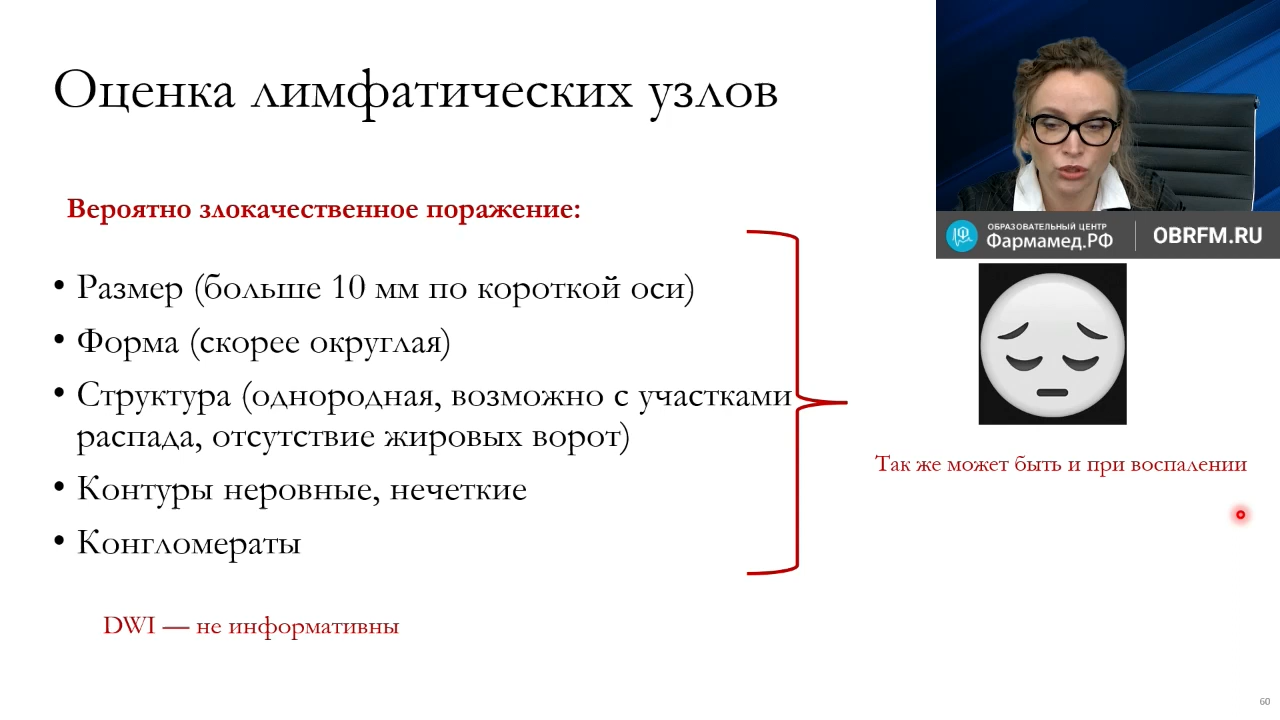 Оценка лимфатических узлов
ОБРАЗОВАТЕЛЬНЫЙ ЦЕНТР
Фармамед.РФ
OBRFM.RU
Вероятно злокачественное поражение:
• Размер (больше 10 мм по короткой оси)
• Форма (скорее округлая)
• Структура (однородная, возможно с участками
распада, отсутствие жировых ворот)
• Контуры неровные, нечеткие
• Конгломераты
Так же может быть и при воспалении
DWI — не информативны
60